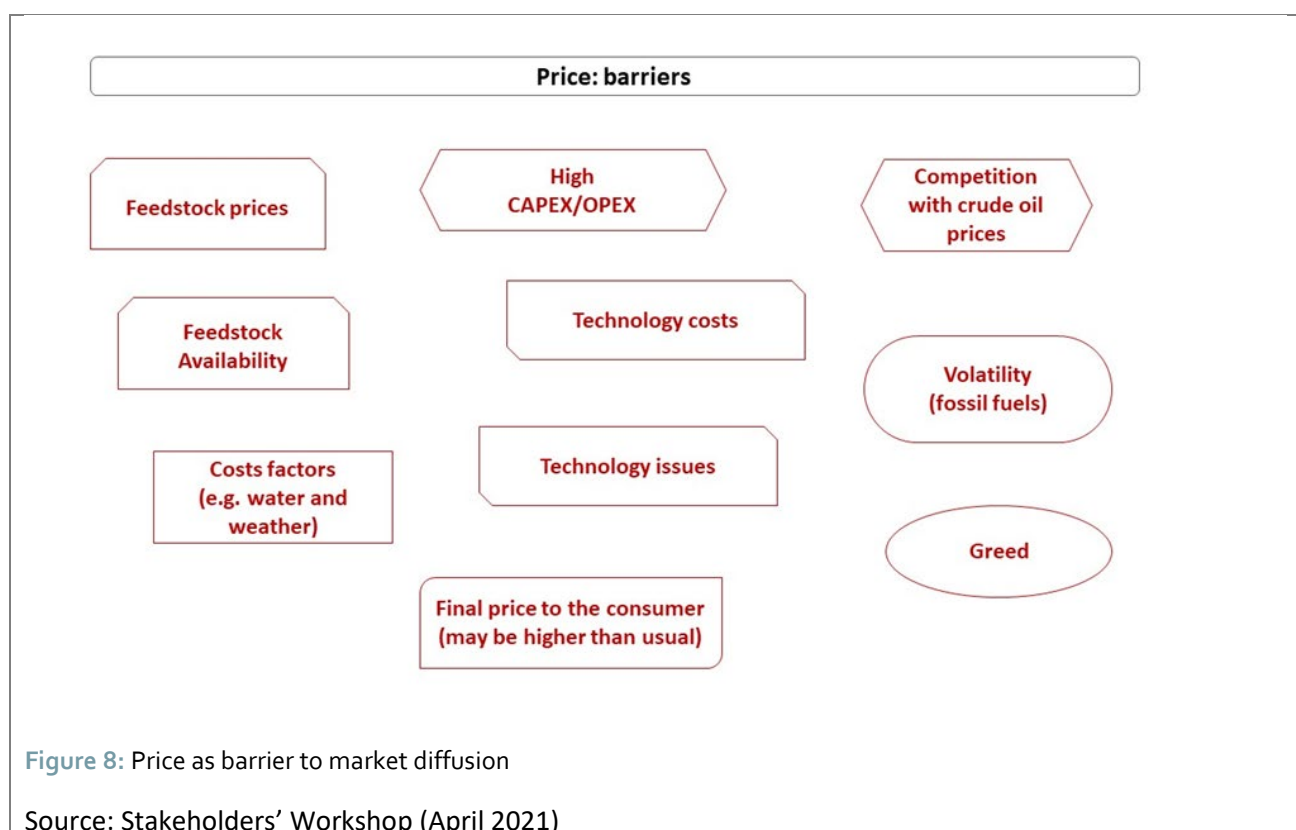 Price: barriers
Feedstock prices
High
CAPEX/OPEX
Competition
with crude oil
prices
Feedstock
Availability
Technology costs
Volatility
(fossil fuels)
Costs factors
(e.g. water and
weather)
Technology issues
Greed
Final price to the consumer
(may be higher than usual)
Figure 8: Price as barrier to market diffusion
Source: Stakeholders’ Workshop (April 2021)